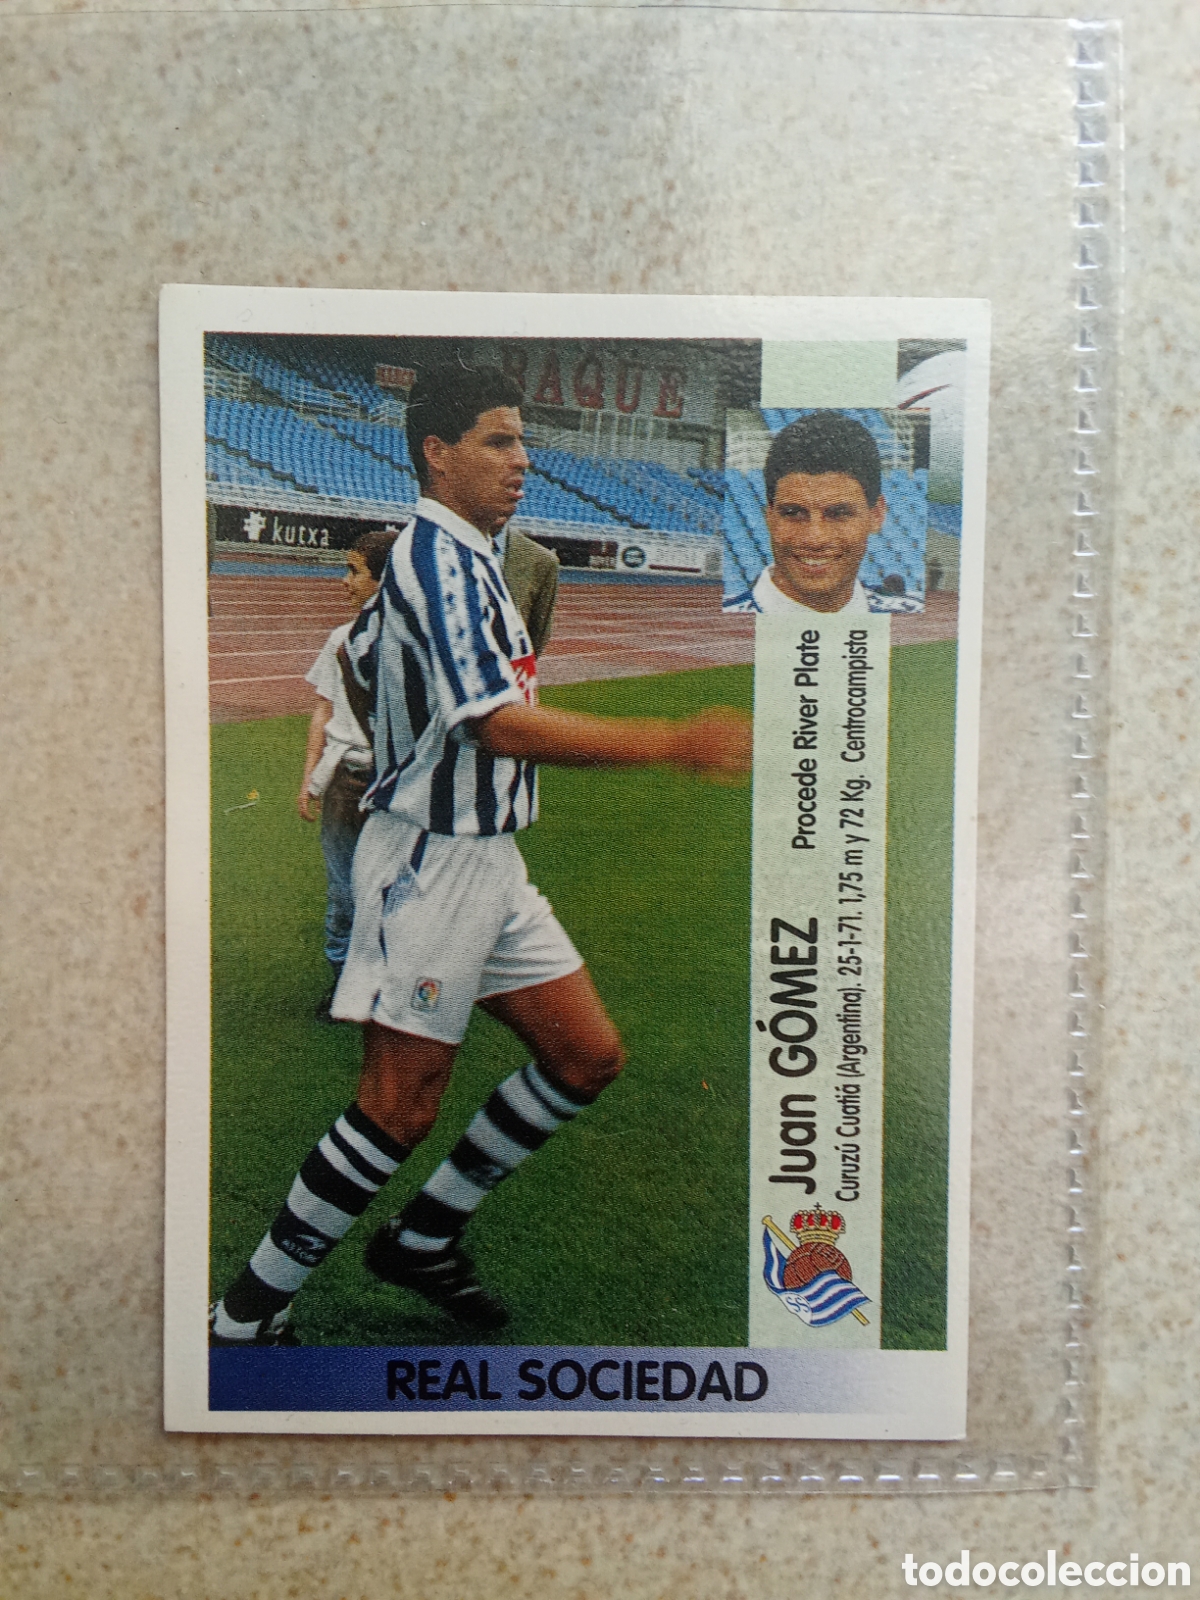 RAQUE
kutxa
Procede River Plate
Juan GÓMEZ
Curuzú Cuatiá (Argentina). 25-1-71. 1,75 m y 72 Kg. Centrocampista
REAL SOCIEDAD
todocoleccion